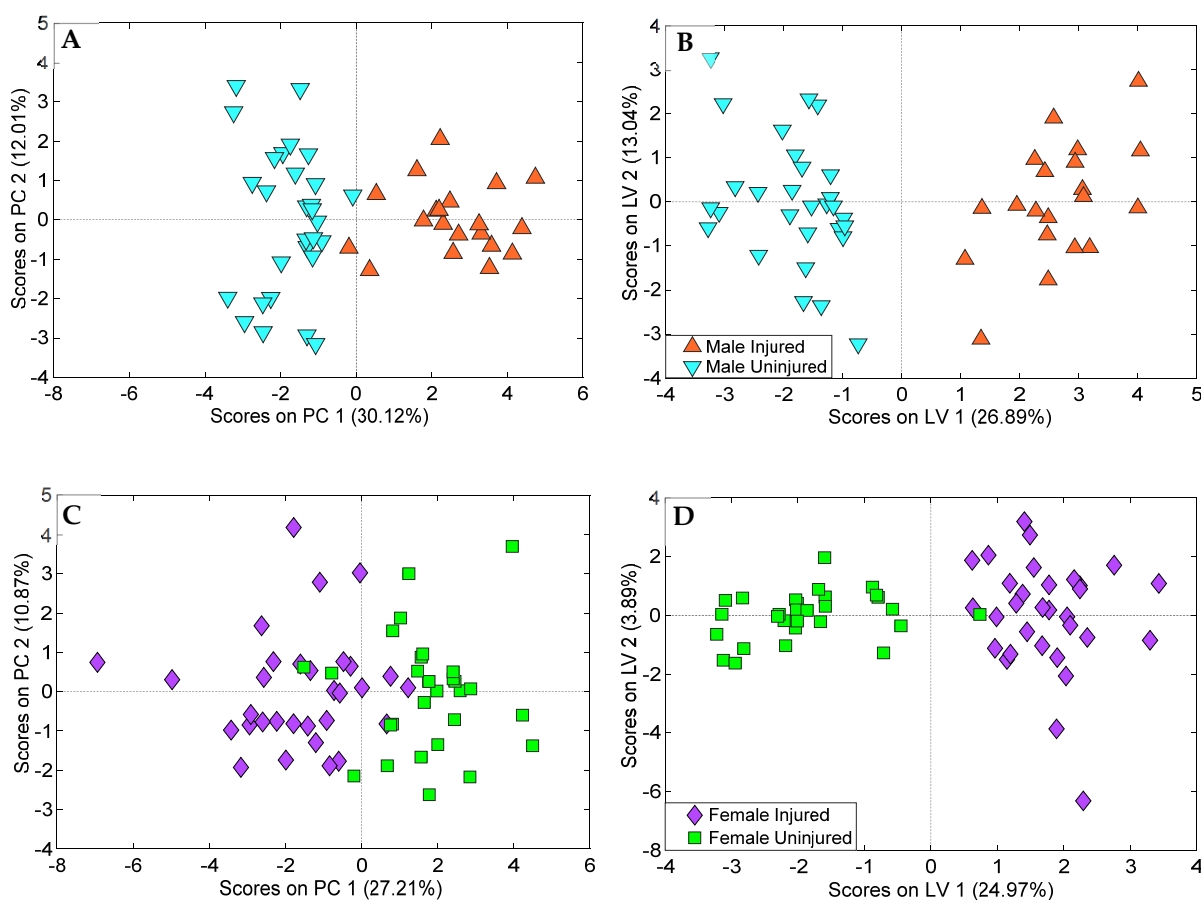 A
5
4
3
2
1
0
-1
-2
-3
-4
-8 -6 -4 -2 0 2 4 6
Scores on PC 2 (12.01%)
Scores on PC 1 (30.12%)
B
4
3
2
1
0
-1
-2
-3
-4
-4 -3 -2 -1 0 1 2 3 4 5
Scores on LV 2 (13.04%)
Scores on LV 1 (26.89%)
Male Injured
Male Uninjured
C
5
4
3
2
1
0
-1
-2
-3
-4
-8 -6 -4 -2 0 2 4 6
Scores on PC 2 (10.87%)
Scores on PC 1 (27.21%)
D
4
2
0
-2
-4
-6
-8
-4 -3 -2 -1 0 1 2 3 4
Scores on LV 2 (3.89%)
Scores on LV 1 (24.97%)
Female Injured
Female Uninjured